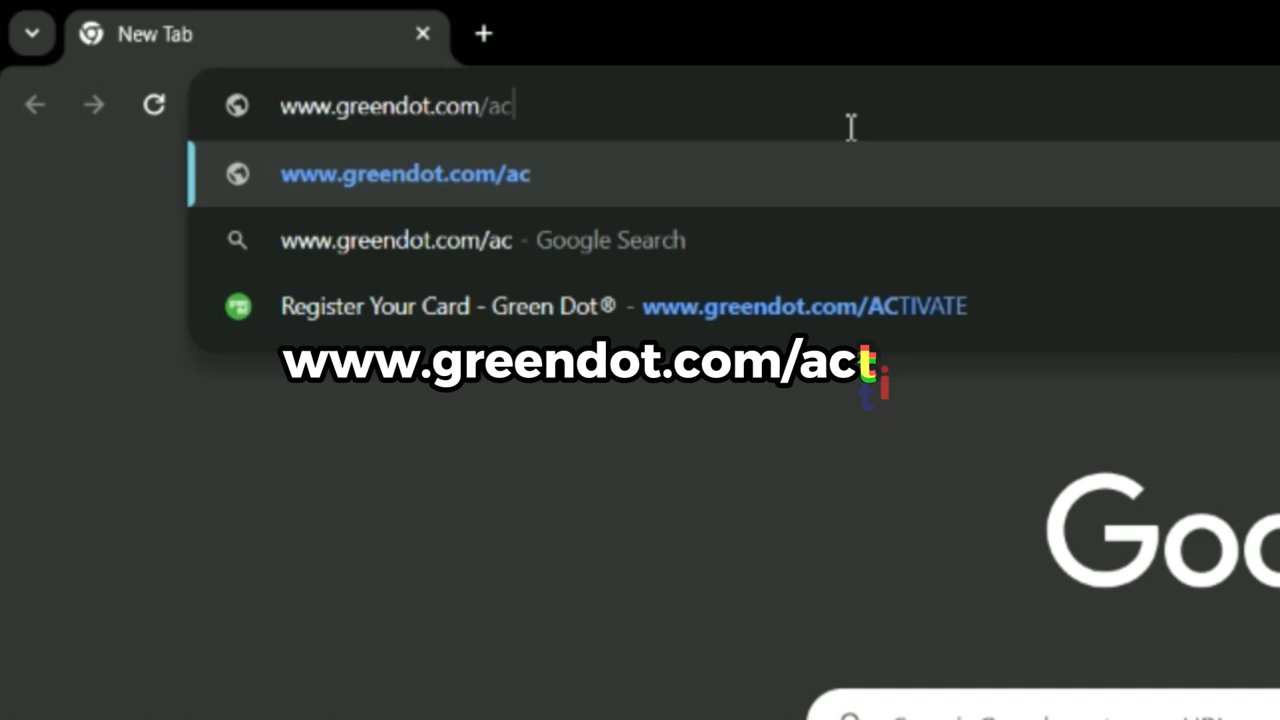 New Tab
www.greendot.com/ac
www.greendot.com/ac
www.greendot.com/ac - Google Search
Register Your Card - Green Dot® - www.greendot.com/ACTIVATE
www.greendot.com/acti
Goo